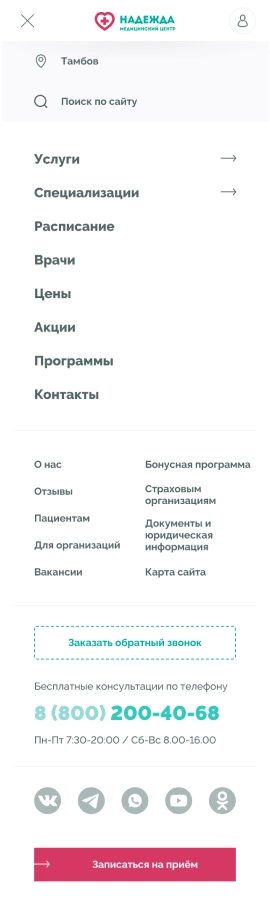 НАДЕЖДА
МЕДИЦИНСКИЙ ЦЕНТР
Тамбов
Поиск по сайту
Услуги
Специализации
Расписание
Врачи
Цены
Акции
Программы
Контакты
О нас
Отзывы
Пациентам
Для организаций
Вакансии
Бонусная программа
Страховым
организациям
Документы и
юридическая
информация
Карта сайта
Заказать обратный звонок
Бесплатные консультации по телефону
8 (800) 200-40-68
Пн-Пт 7:30-20:00 / Сб-Вс 8.00-16.00
Записаться на приём